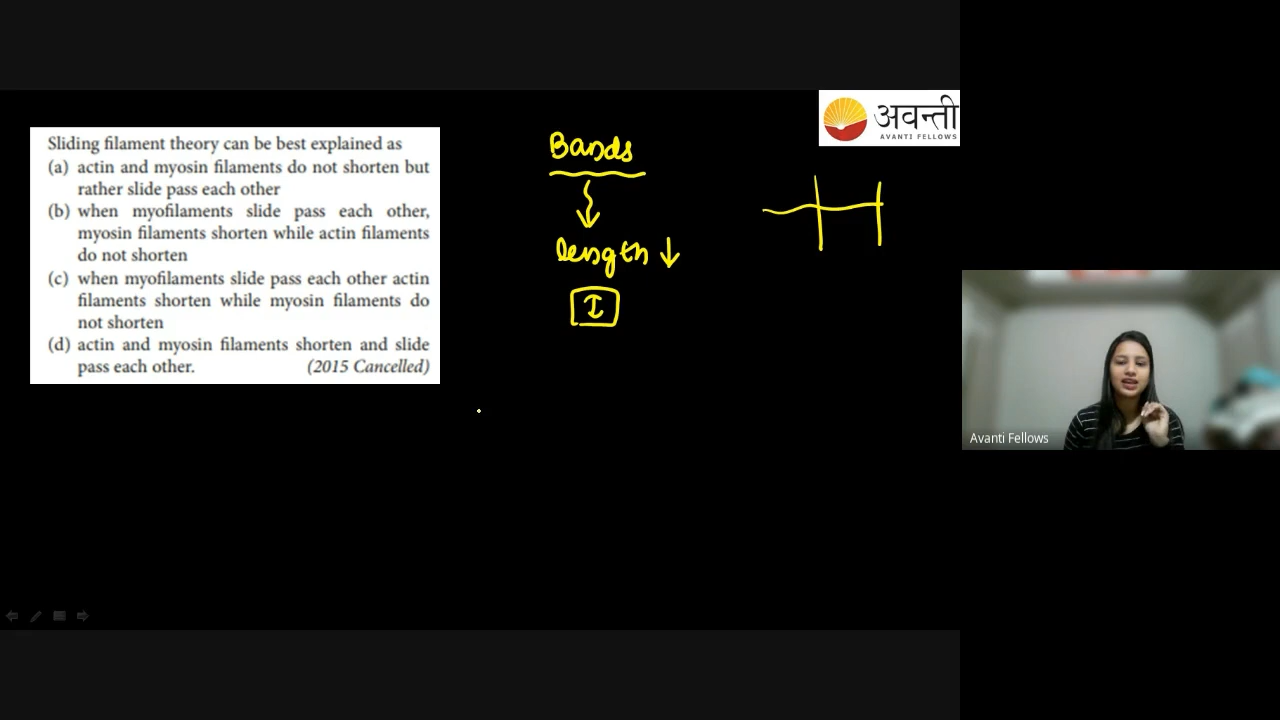 Sliding filament theory can be best explained as
(a) actin and myosin filaments do not shorten but
rather slide pass each other
(b) when myofilaments slide pass each other,
myosin filaments shorten while actin filaments
do not shorten
(c) when myofilaments slide pass each other actin
filaments shorten while myosin filaments do
not shorten
(d) actin and myosin filaments shorten and slide
pass each other. (2015 Cancelled)
Bands
length ↓
I
अवन्ती
AVANTI FELLOWS
Avanti Fellows